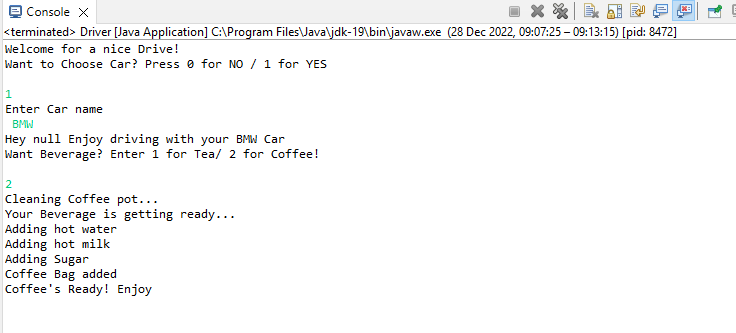 Console
<terminated> Driver [Java Application] C:\Program Files\Java\jdk-19\bin\javaw.exe (28 Dec 2022, 09:07:25 – 09:13:15) [pid: 8472]
Welcome for a nice Drive!
Want to Choose Car? Press 0 for NO / 1 for YES
1
Enter Car name
BMW
Hey null Enjoy driving with your BMW Car
Want Beverage? Enter 1 for Tea/ 2 for Coffee!
2
Cleaning Coffee pot...
Your Beverage is getting ready...
Adding hot water
Adding hot milk
Adding Sugar
Coffee Bag added
Coffee's Ready! Enjoy